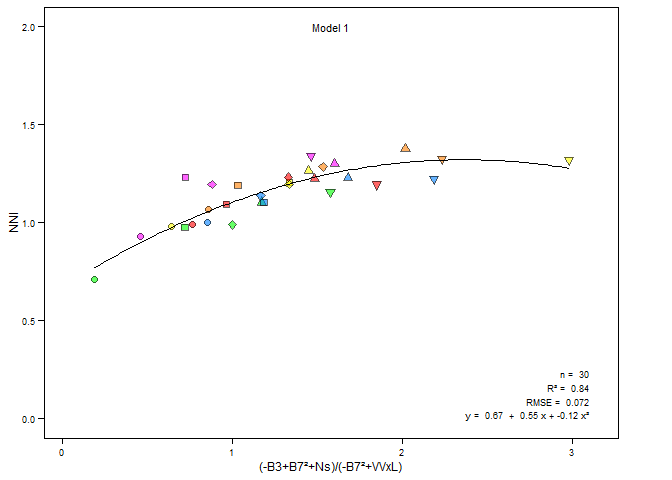 Model 1
2.0
1.5
1.0
0.5
0.0
NNI
n = 30
R² = 0.84
RMSE = 0.072
y = 0.67 + 0.55 x + -0.12 x²
0 1 2 3
(-B3+B7²+Ns)/(-B7²+VVxL)